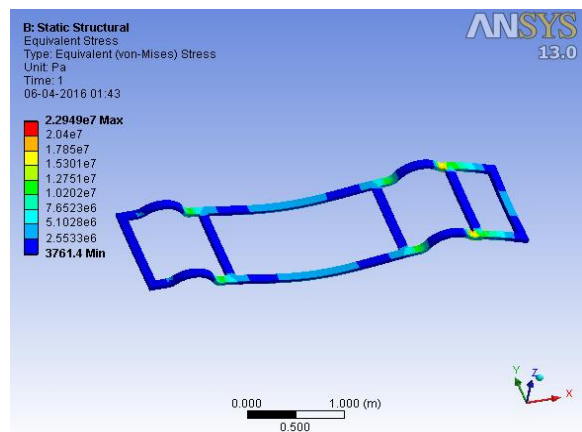 B: Static Structural
Equivalent Stress
Type: Equivalent (von-Mises) Stress
Unit: Pa
Time: 1
06-04-2016 01:43
ANSYS
13.0
2.2949e7 Max
2.04e7
1.785e7
1.5301e7
1.2751e7
1.0202e7
7.6523e6
5.1028e6
2.5533e6
3761.4 Min
Y
Z
X
0.000
1.000 (m)
0.500